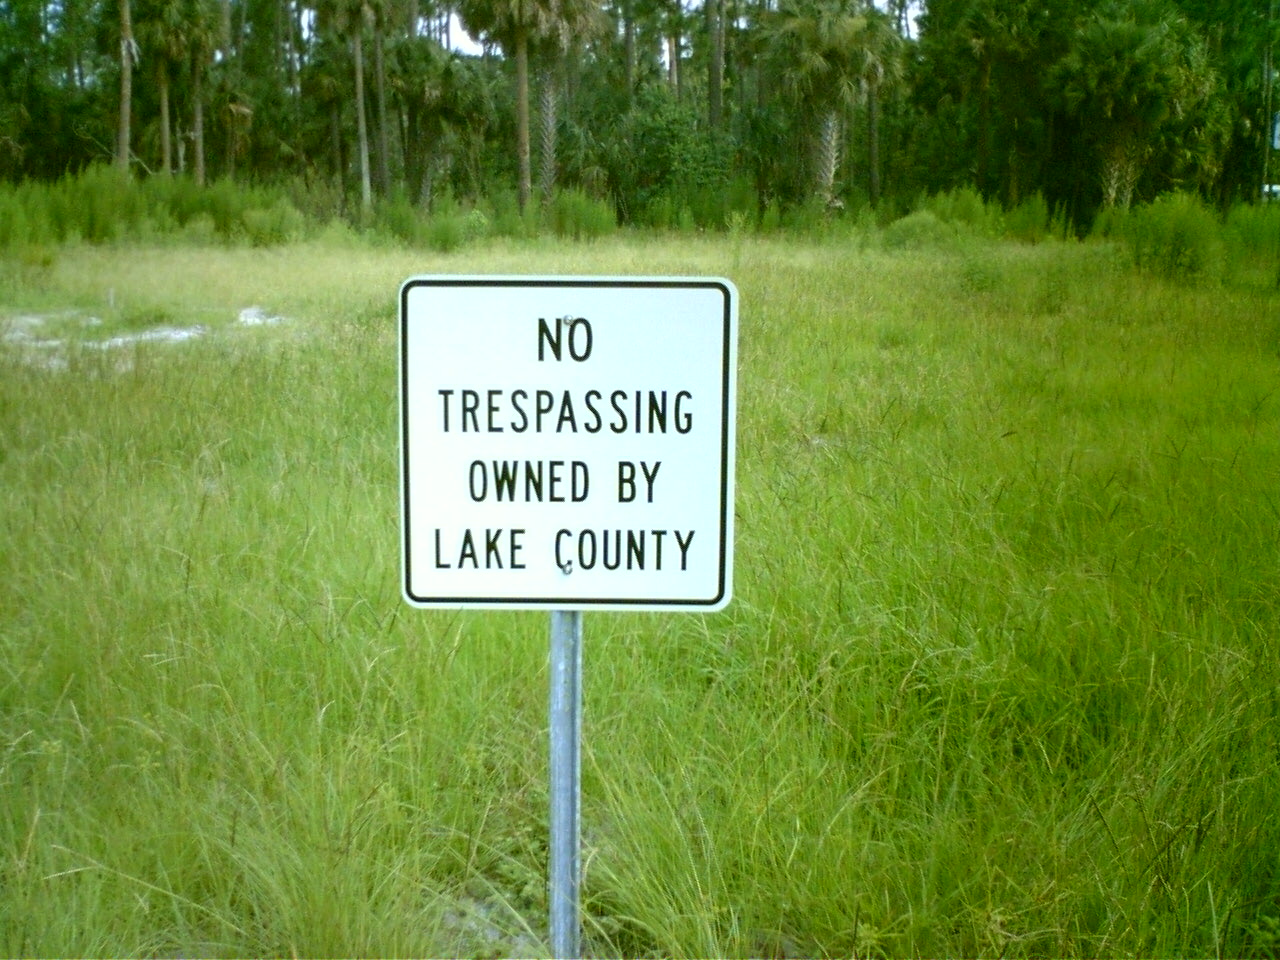 NO
TRESPASSING
OWNED BY
LAKE COUNTY